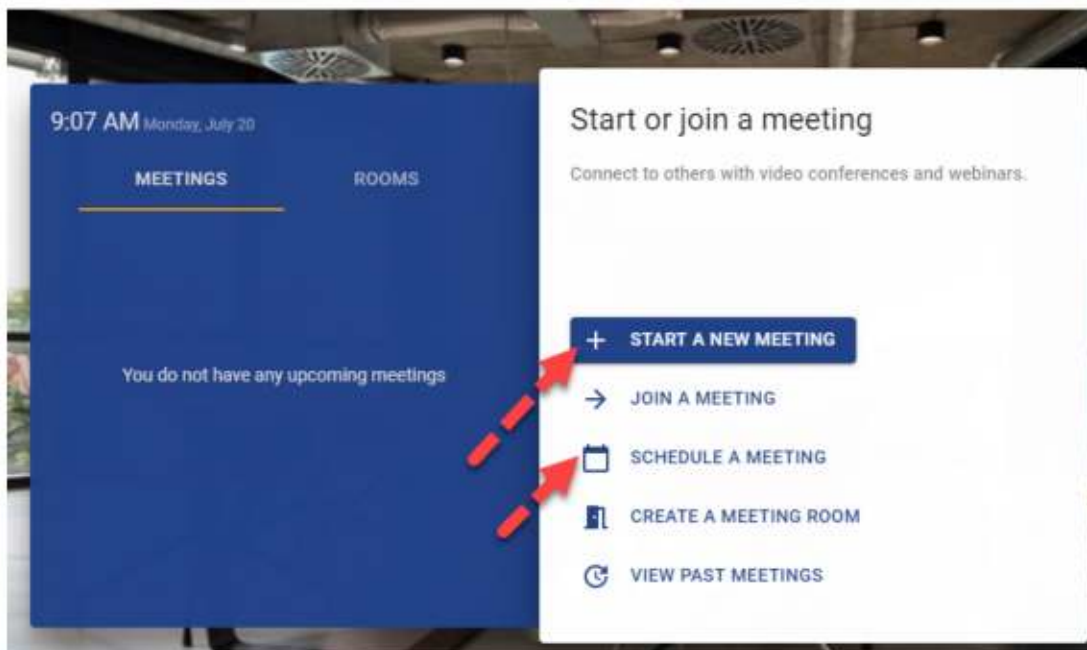 9:07 AM Monday, July 20
MEETINGS ROOMS
You do not have any upcoming meetings
Start or join a meeting
Connect to others with video conferences and webinars.
START A NEW MEETING
JOIN A MEETING
SCHEDULE A MEETING
CREATE A MEETING ROOM
VIEW PAST MEETINGS